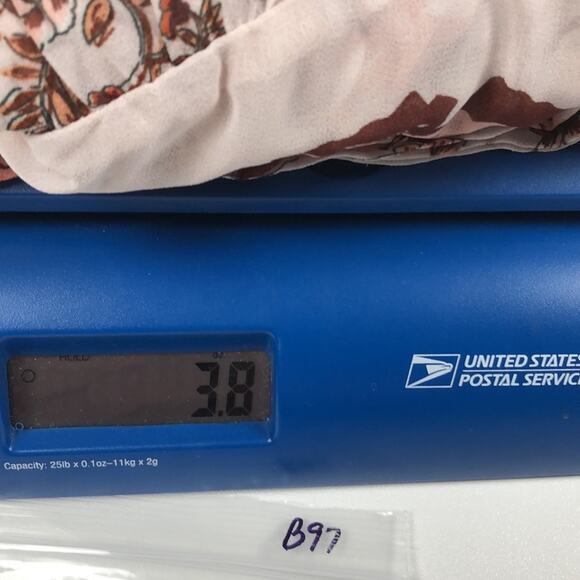 HOLD oz
3.8
UNITED STATES
POSTAL SERVICE
Capacity: 25lb x 0.1oz–11kg x 2g
B97